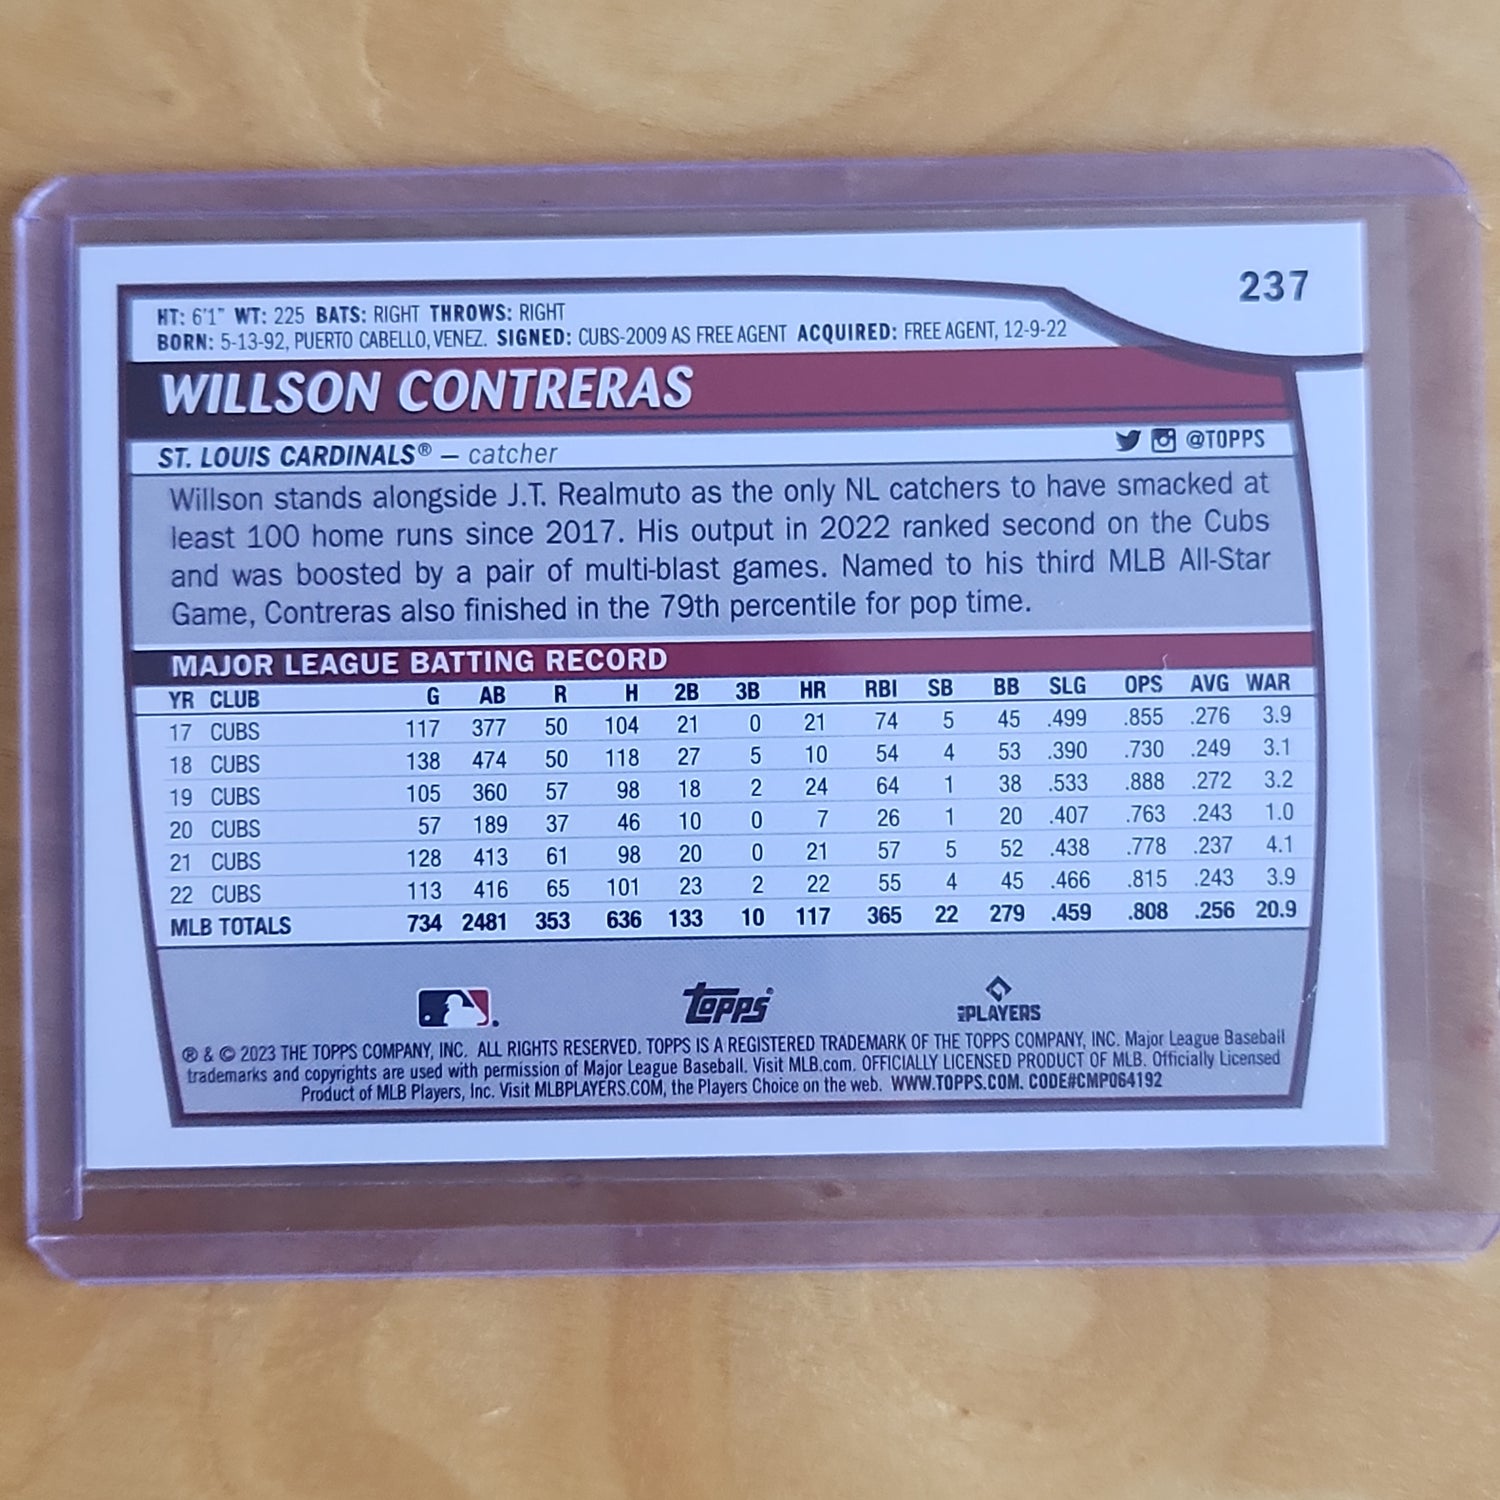 237
HT: 6'1" WT: 225 BATS: RIGHT THROWS: RIGHT
BORN: 5-13-92, PUERTO CABELLO, VENEZ. SIGNED: CUBS-2009 AS FREE AGENT ACQUIRED: FREE AGENT, 12-9-22
WILLSON CONTRERAS
ST. LOUIS CARDINALS® – catcher
@TOPPS
Willson stands alongside J.T. Realmuto as the only NL catchers to have smacked at
least 100 home runs since 2017. His output in 2022 ranked second on the Cubs
and was boosted by a pair of multi-blast games. Named to his third MLB All-Star
Game, Contreras also finished in the 79th percentile for pop time.
MAJOR LEAGUE BATTING RECORD
YR CLUB G AB R H 2B 3B HR RBI SB BB SLG OPS AVG WAR
17 CUBS 117 377 50 104 21 0 21 74 5 45 .499 .855 .276 3.9
18 CUBS 138 474 50 118 27 5 10 54 4 53 .390 .730 .249 3.1
19 CUBS 105 360 57 98 18 2 24 64 1 38 .533 .888 .272 3.2
20 CUBS 57 189 37 46 10 0 7 26 1 20 .407 .763 .243 1.0
21 CUBS 128 413 61 98 20 0 21 57 5 52 .438 .778 .237 4.1
22 CUBS 113 416 65 101 23 2 22 55 4 45 .466 .815 .243 3.9
MLB TOTALS 734 2481 353 636 133 10 117 365 22 279 .459 .808 .256 20.9
topps®
PLAYERS
® & © 2023 THE TOPPS COMPANY, INC. ALL RIGHTS RESERVED. TOPPS IS A REGISTERED TRADEMARK OF THE TOPPS COMPANY, INC. Major League Baseball
trademarks and copyrights are used with permission of Major League Baseball. Visit MLB.com. OFFICIALLY LICENSED PRODUCT OF MLB. Officially Licensed
Product of MLB Players, Inc. Visit MLBPLAYERS.COM, the Players Choice on the web. WWW.TOPPS.COM. CODE#CMP064192